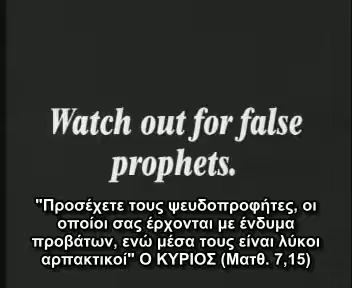 Watch out for false
prophets.
"Προσέχετε τους ψευδοπροφήτες, οι
οποίοι σας έρχονται με ένδυμα
προβάτων, ενώ μέσα τους είναι λύκοι
αρπακτικοί" Ο ΚΥΡΙΟΣ (Ματθ. 7,15)